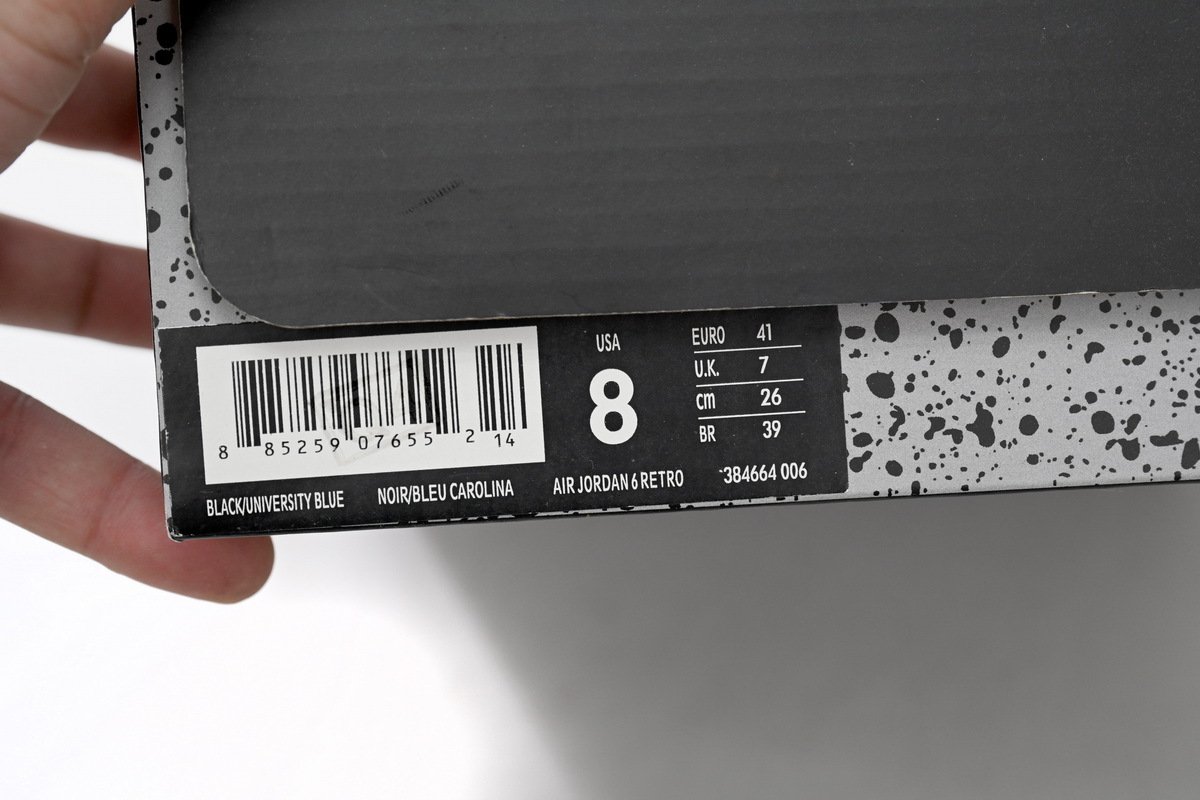 8 85259 07655 2 14
USA
8
EURO 41
U.K. 7
cm 26
BR 39
BLACK/UNIVERSITY BLUE NOIR/BLEU CAROLINA AIR JORDAN 6 RETRO 384664 006